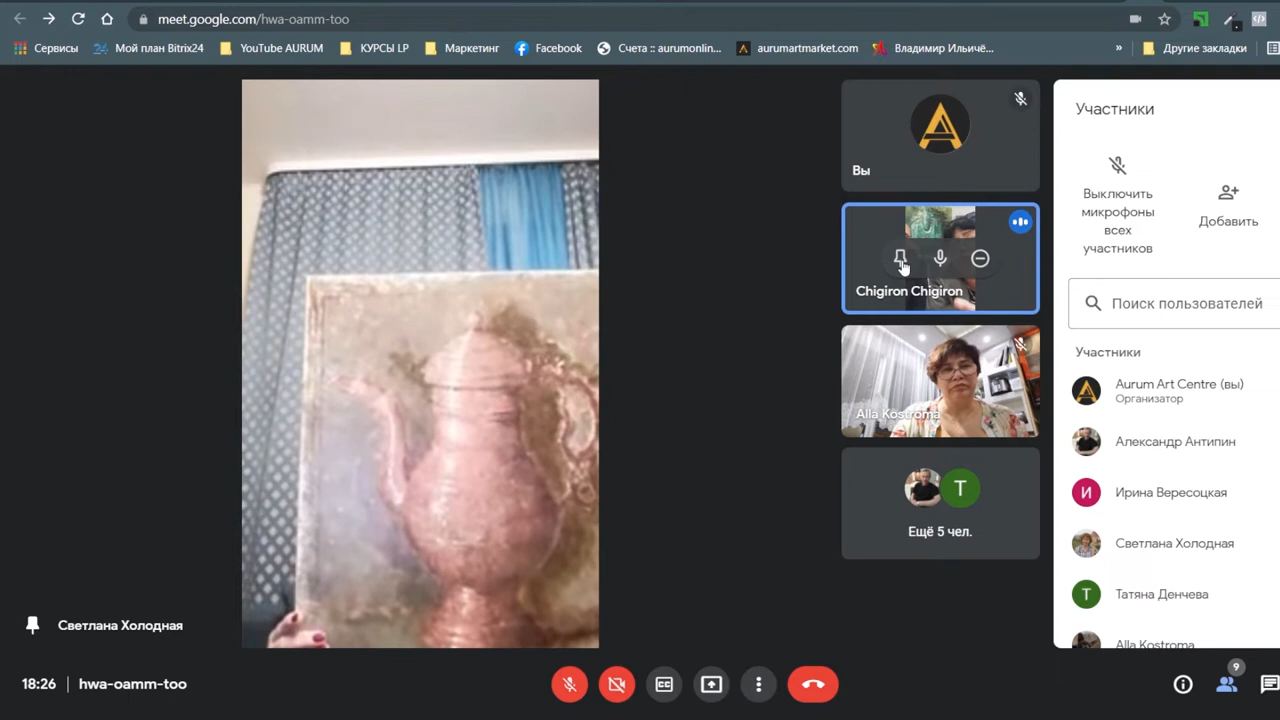 meet.google.com/hwa-oamm-too
Сервисы
24 Мой план Bitrix24
YouTube AURUM
КУРСЫ LP
Маркетинг
Facebook
Счета :: aurumonlin...
aurumartmarket.com
Владимир Ильичё...
»
Другие закладки
Вы
Chigiron Chigiron
Alla Kostroma
T
Ещё 5 чел.
Светлана Холодная
18:26 | hwa-oamm-too
Участники
Выключить
микрофоны
всех
участников
Добавить
Поиск пользователей
Участники
Aurum Art Centre (вы)
Организатор
Александр Антипин
И Ирина Вересоцкая
Светлана Холодная
T Татяна Денчева
Alla Kostroma
9